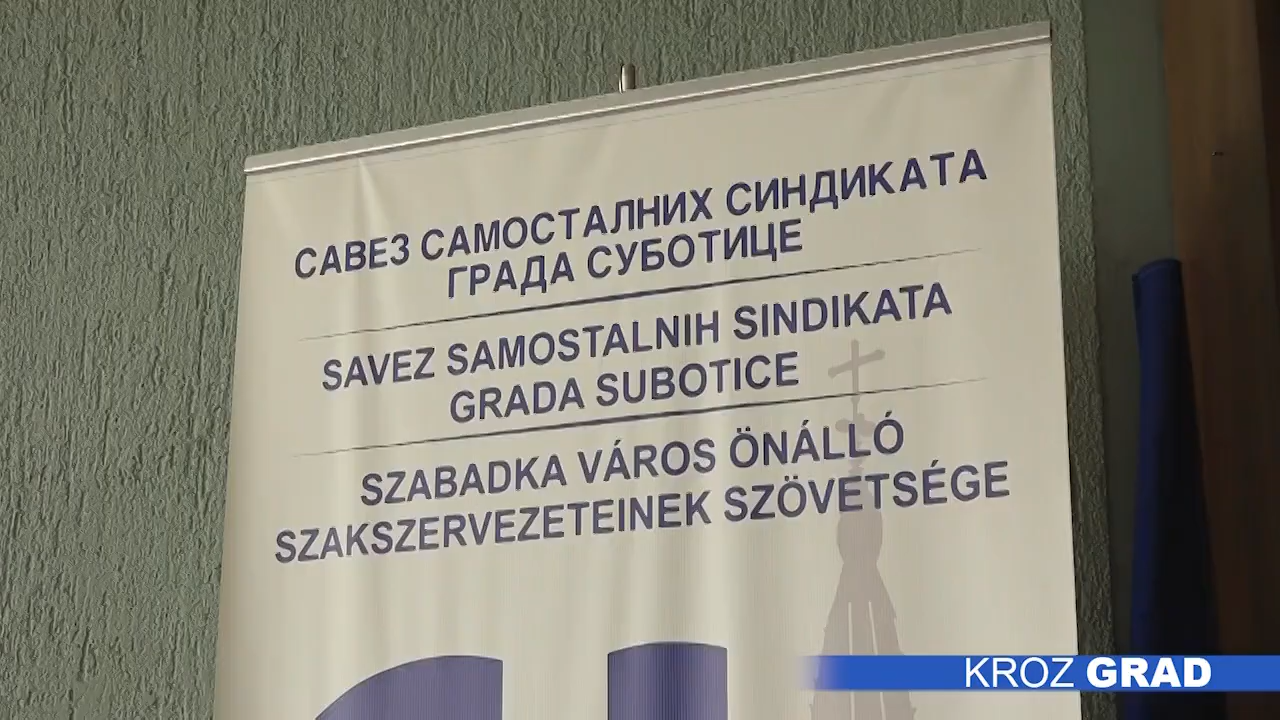 САВЕЗ САМОСТАЛНИХ СИНДИКАТА
ГРАДА СУБОТИЦЕ
SAVEZ SAMOSTALNIH SINDIKATA
GRADA SUBOTICE
SZABADKA VÁROS ÖNÁLLÓ
SZAKSZERVEZETEINEK SZÖVETSÉGE
KROZ GRAD